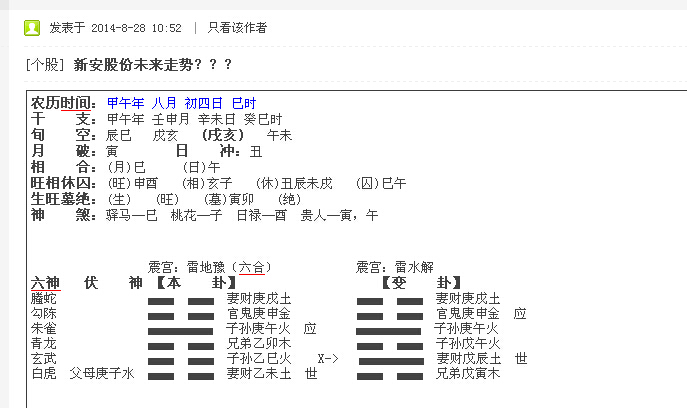 发表于 2014-8-28 10:52 | 只看该作者
[个股] 新安股份未来走势？？？
农历时间：甲午年 八月 初四日 巳时
干 支：甲午年 壬申月 辛未日 癸巳时
旬 空：辰巳 戌亥 (戌亥) 午未
月 破：寅 日 冲：丑
相 合：(月)巳 (日)午
旺相休囚：(旺)申酉 (相)亥子 (休)丑辰未戌 (囚)巳午
生旺墓绝：(生) (旺) (墓)寅卯 (绝)
神 煞：驿马—巳 桃花—子 日禄—酉 贵人—寅，午
震宫：雷地豫（六合） 震宫：雷水解
六神 伏 神 【本 卦】 【变 卦】
螣蛇 妻财庚戌土 妻财庚戌土
勾陈 官鬼庚申金 官鬼庚申金 应
朱雀 子孙庚午火 应 子孙庚午火
青龙 兄弟乙卯木 子孙戊午火
玄武 子孙乙巳火 X-> 妻财戊辰土 世
白虎 父母庚子水 妻财乙未土 世 兄弟戊寅木